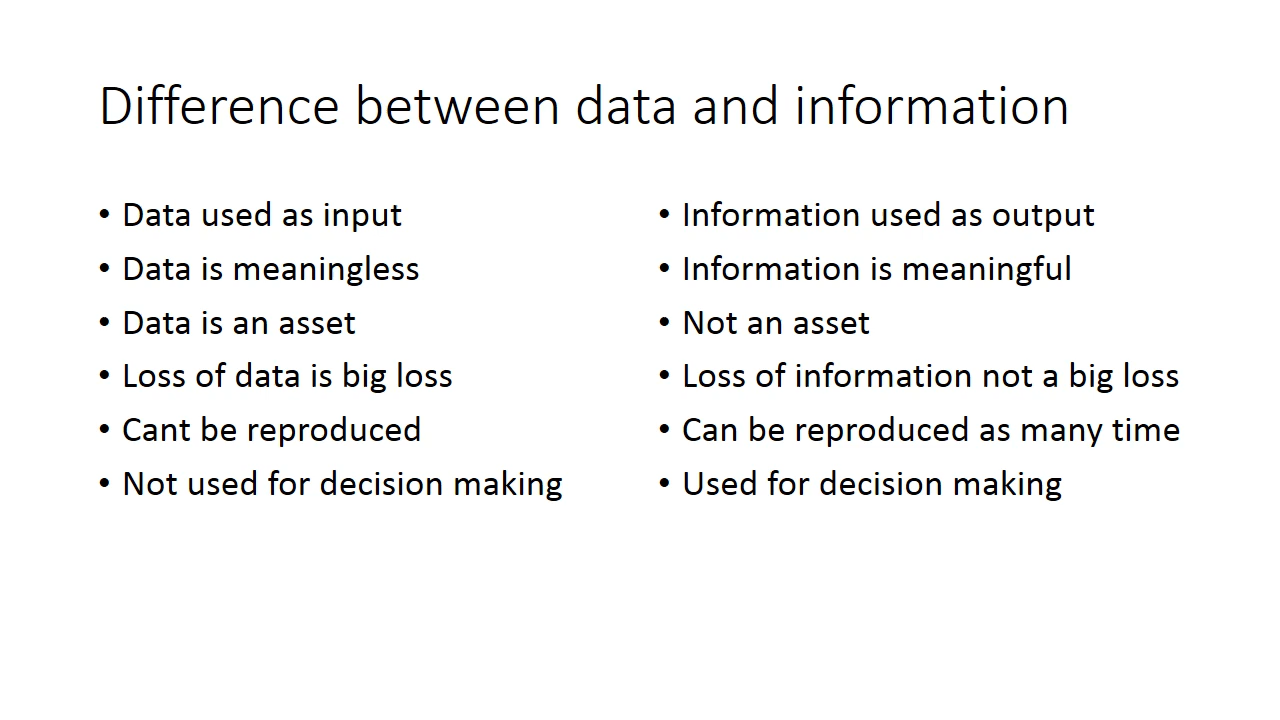 Difference between data and information
• Data used as input
• Data is meaningless
• Data is an asset
• Loss of data is big loss
• Cant be reproduced
• Not used for decision making
• Information used as output
• Information is meaningful
• Not an asset
• Loss of information not a big loss
• Can be reproduced as many time
• Used for decision making